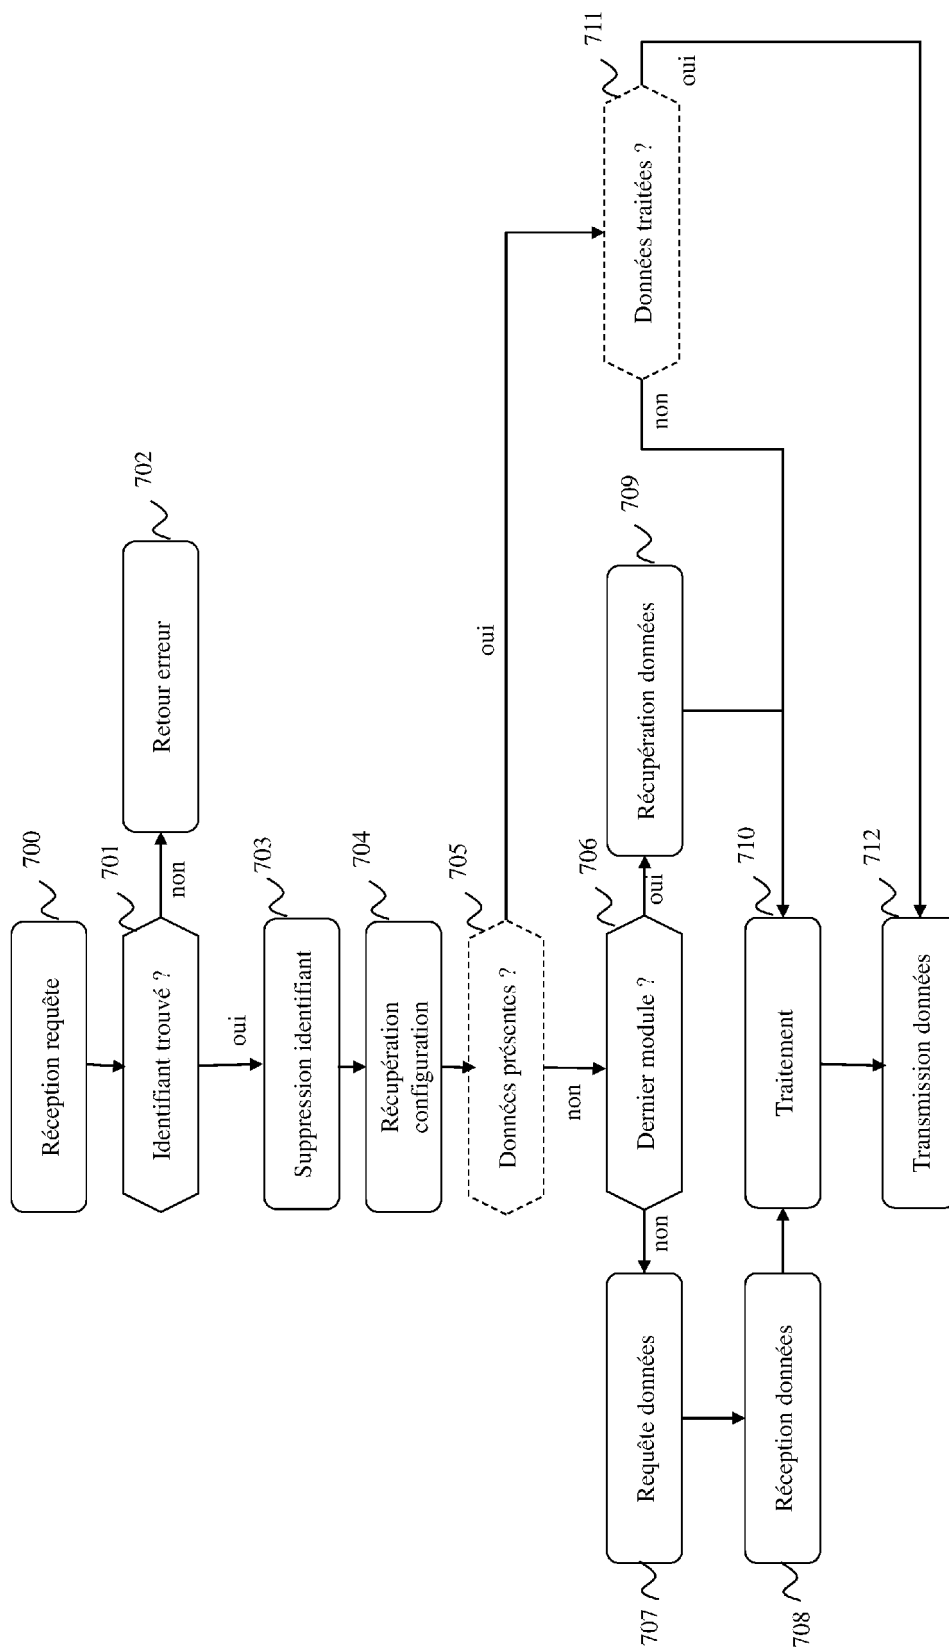 Réception requête
700
Identifiant trouvé ?
701
non
Retour erreur
702
oui
Suppression identifiant
703
Récupération
configuration
704
Données présentes ?
705
oui
non
Dernier module ?
706
oui
Récupération données
709
non
Requête données
707
Réception données
708
Données traitées ?
711
non
oui
Traitement
710
Transmission données
712